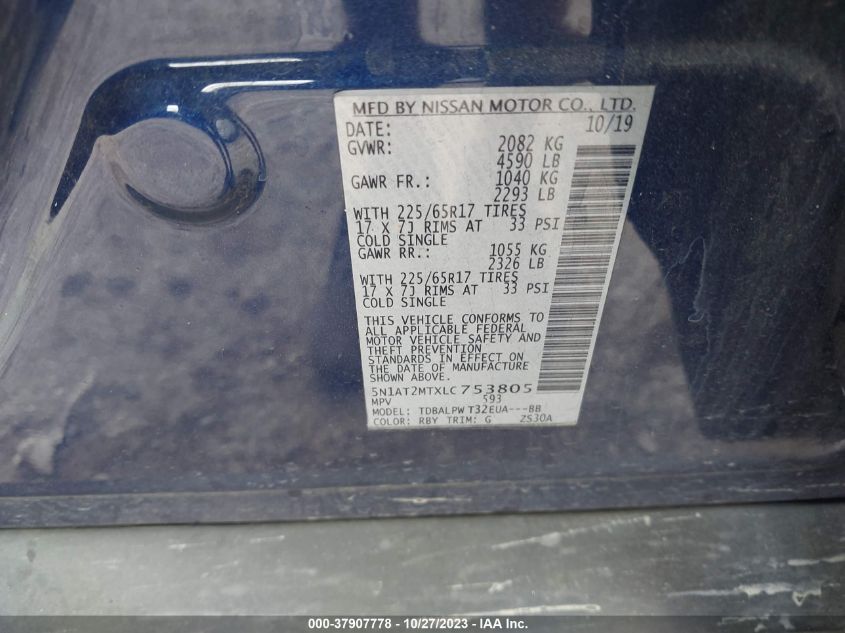 MFD BY NISSAN MOTOR CO., LTD.
DATE: 10/19
GVWR: 2082 KG
4590 LB
GAWR FR.: 1040 KG
2293 LB
WITH 225/65R17 TIRES
17 X 7J RIMS AT 33 PSI
COLD SINGLE
GAWR RR.: 1055 KG
2326 LB
WITH 225/65R17 TIRES
17 X 7J RIMS AT 33 PSI
COLD SINGLE
THIS VEHICLE CONFORMS TO
ALL APPLICABLE FEDERAL
MOTOR VEHICLE SAFETY AND
THEFT PREVENTION
STANDARDS IN EFFECT ON
THE DATE OF MANUFACTURE
SHOWN ABOVE.
5N1AT2MTXLC753805
MPV 593
MODEL: TDBALPW T32EUA---BB
COLOR: RBY TRIM: G ZS30A
000-37907778 - 10/27/2023 - IAA Inc.